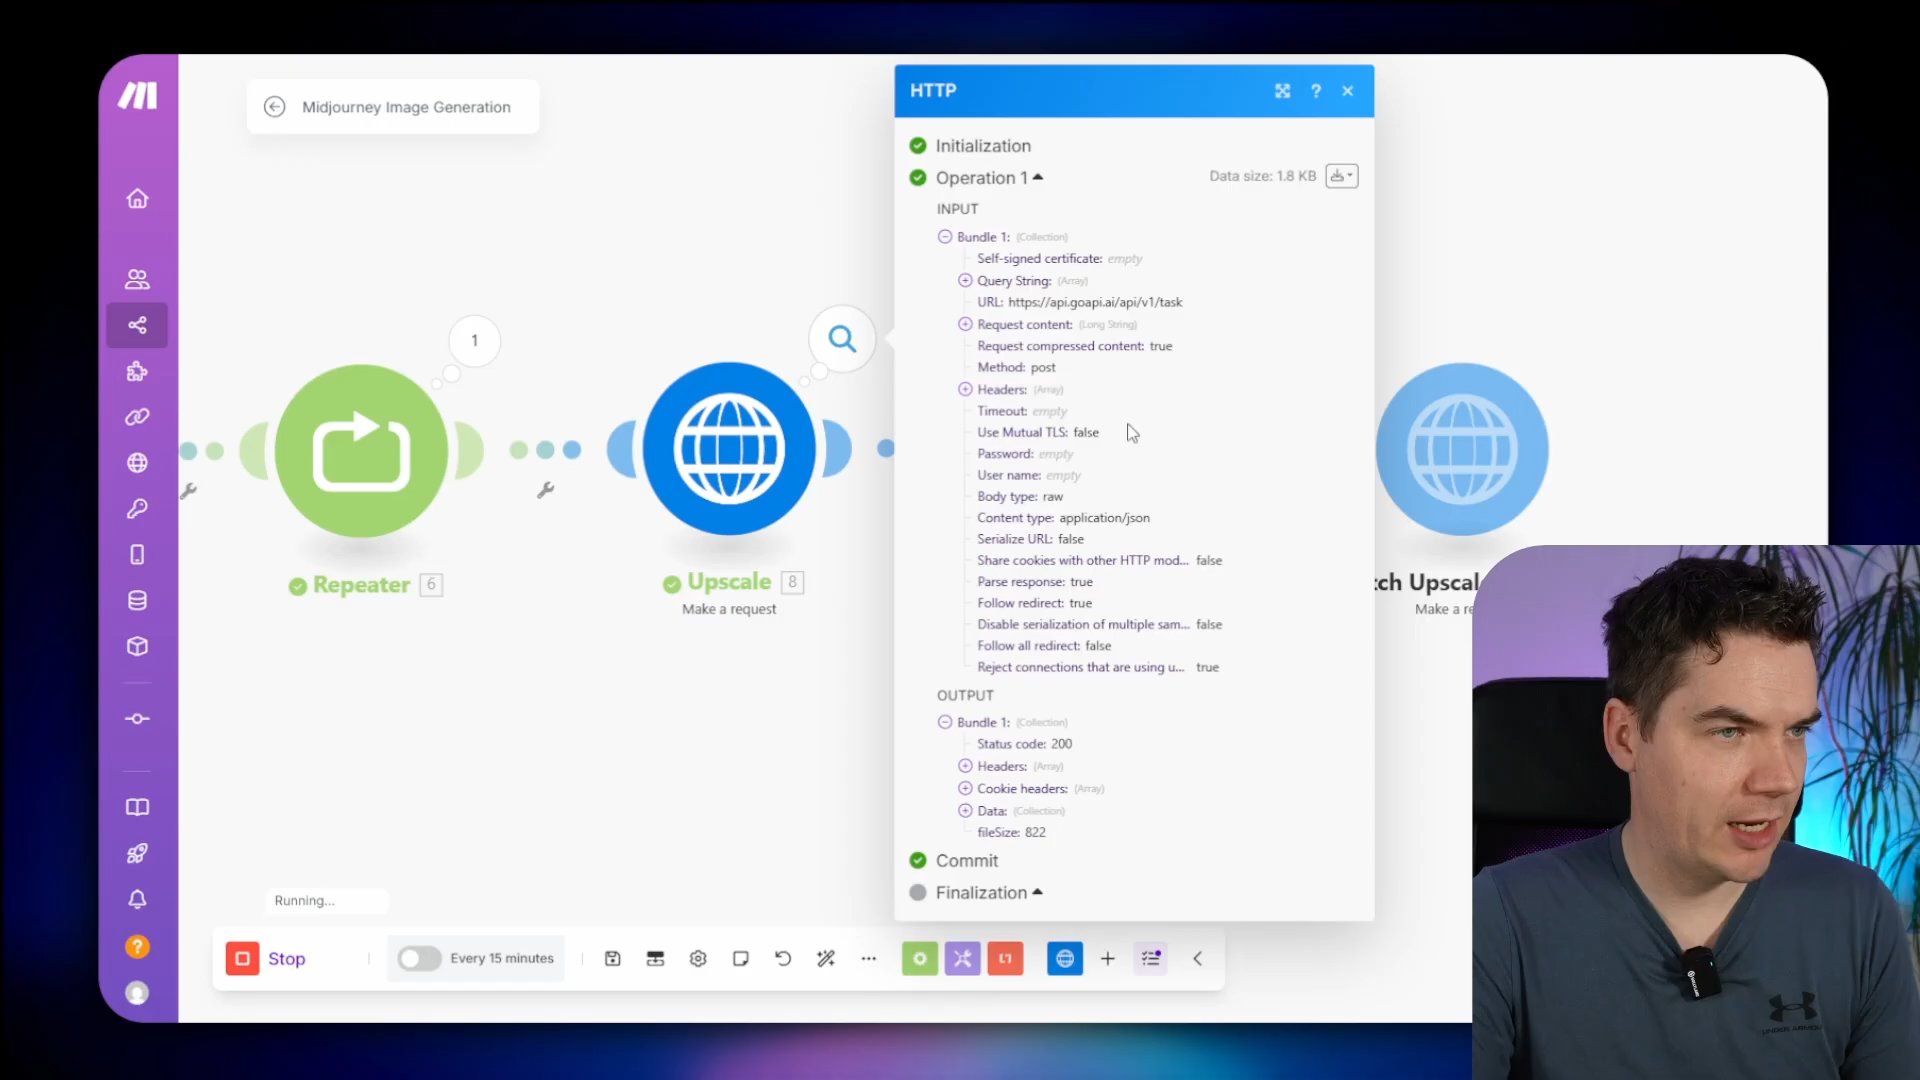 Midjourney Image Generation
HTTP
?
Initialization
Operation 1
Data size: 1.8 KB
INPUT
Bundle 1: (Collection)
Self-signed certificate: empty
Query String: (Array)
URL: https://api.goapi.ai/api/v1/task
Request content: (Long String)
Request compressed content: true
Method: post
Headers: (Array)
Timeout: empty
Use Mutual TLS: false
Password: empty
User name: empty
Body type: raw
Content type: application/json
Serialize URL: false
Share cookies with other HTTP mod... false
Parse response: true
Follow redirect: true
Disable serialization of multiple sam... false
Follow all redirect: false
Reject connections that are using u... true
OUTPUT
Bundle 1: (Collection)
Status code: 200
Headers: (Array)
Cookie headers: (Array)
Data: (Collection)
fileSize: 822
Commit
Finalization
1
Repeater 6
Upscale 8
Make a request
tch Upscal
Make a re
Running...
Stop
Every 15 minutes
?
UNDER ARMOUR